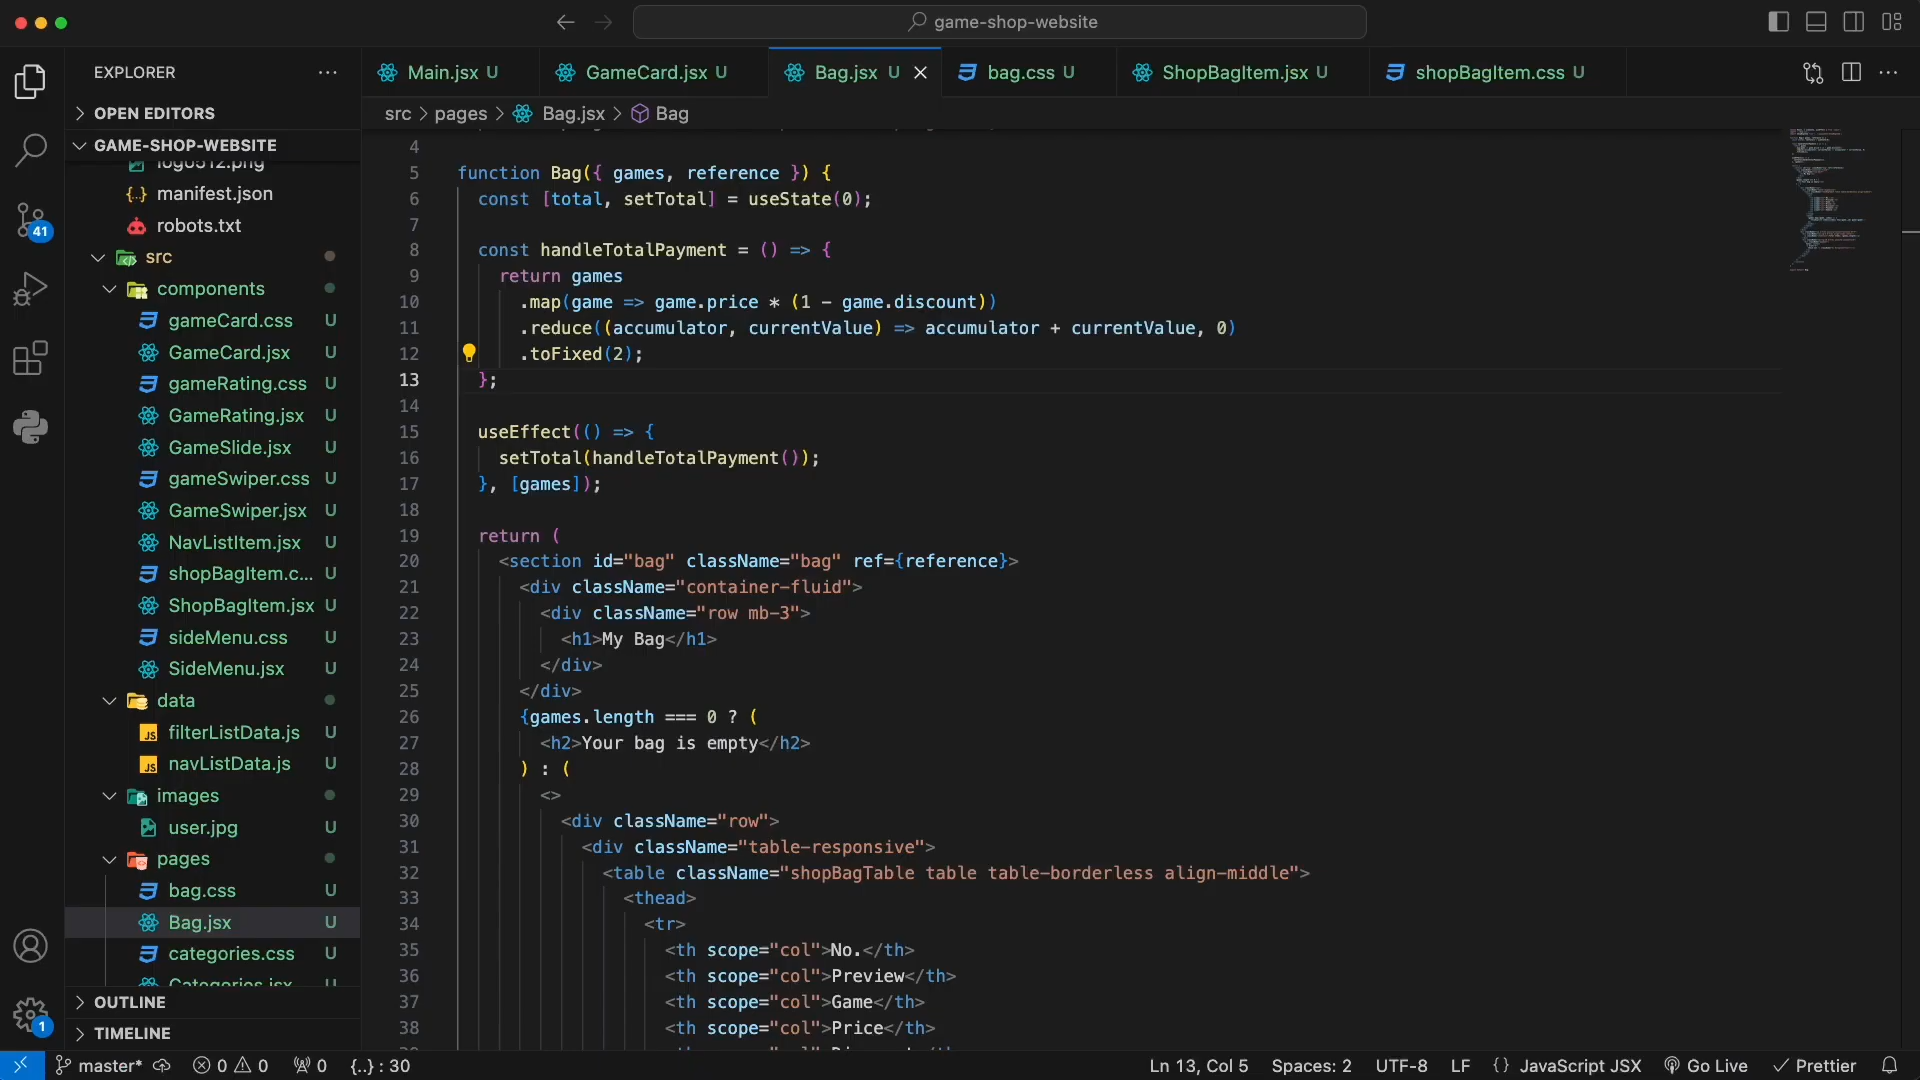 game-shop-website
EXPLORER
OPEN EDITORS
GAME-SHOP-WEBSITE
logo512.png
manifest.json
robots.txt
src
components
gameCard.css U
GameCard.jsx U
gameRating.css U
GameRating.jsx U
GameSlide.jsx U
gameSwiper.css U
GameSwiper.jsx U
NavListItem.jsx U
shopBagItem.c... U
ShopBagItem.jsx U
sideMenu.css U
SideMenu.jsx U
data
filterListData.js U
navListData.js U
images
user.jpg U
pages
bag.css U
Bag.jsx U
categories.css U
Categories.jsx U
OUTLINE
TIMELINE
41
1
Main.jsx U
GameCard.jsx U
Bag.jsx U
bag.css U
ShopBagItem.jsx U
shopBagItem.css U
src > pages > Bag.jsx > Bag
4
5 function Bag({ games, reference }) {
6 const [total, setTotal] = useState(0);
7
8 const handleTotalPayment = () => {
9 return games
10 .map(game => game.price * (1 - game.discount))
11 .reduce((accumulator, currentValue) => accumulator + currentValue, 0)
12 .toFixed(2);
13 };
14
15 useEffect(() => {
16 setTotal(handleTotalPayment());
17 }, [games]);
18
19 return (
20 <section id="bag" className="bag" ref={reference}>
21 <div className="container-fluid">
22 <div className="row mb-3">
23 <h1>My Bag</h1>
24 </div>
25 </div>
26 {games.length === 0 ? (
27 <h2>Your bag is empty</h2>
28 ) : (
29 <>
30 <div className="row">
31 <div className="table-responsive">
32 <table className="shopBagTable table table-borderless align-middle">
33 <thead>
34 <tr>
35 <th scope="col">No.</th>
36 <th scope="col">Preview</th>
37 <th scope="col">Game</th>
38 <th scope="col">Price</th>
master* 0 0 0 {..} : 30 Ln 13, Col 5 Spaces: 2 UTF-8 LF {} JavaScript JSX Go Live Prettier